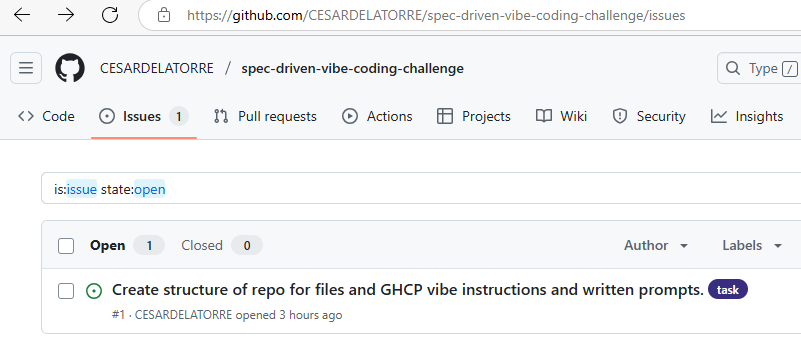 https://github.com/CESARDELATORRE/spec-driven-vibe-coding-challenge/issues
CESARDELATORRE / spec-driven-vibe-coding-challenge
Type /
Code Issues 1 Pull requests Actions Projects Wiki Security Insights
is:issue state:open
Open 1 Closed 0 Author Labels
Create structure of repo for files and GHCP vibe instructions and written prompts. task
#1 · CESARDELATORRE opened 3 hours ago